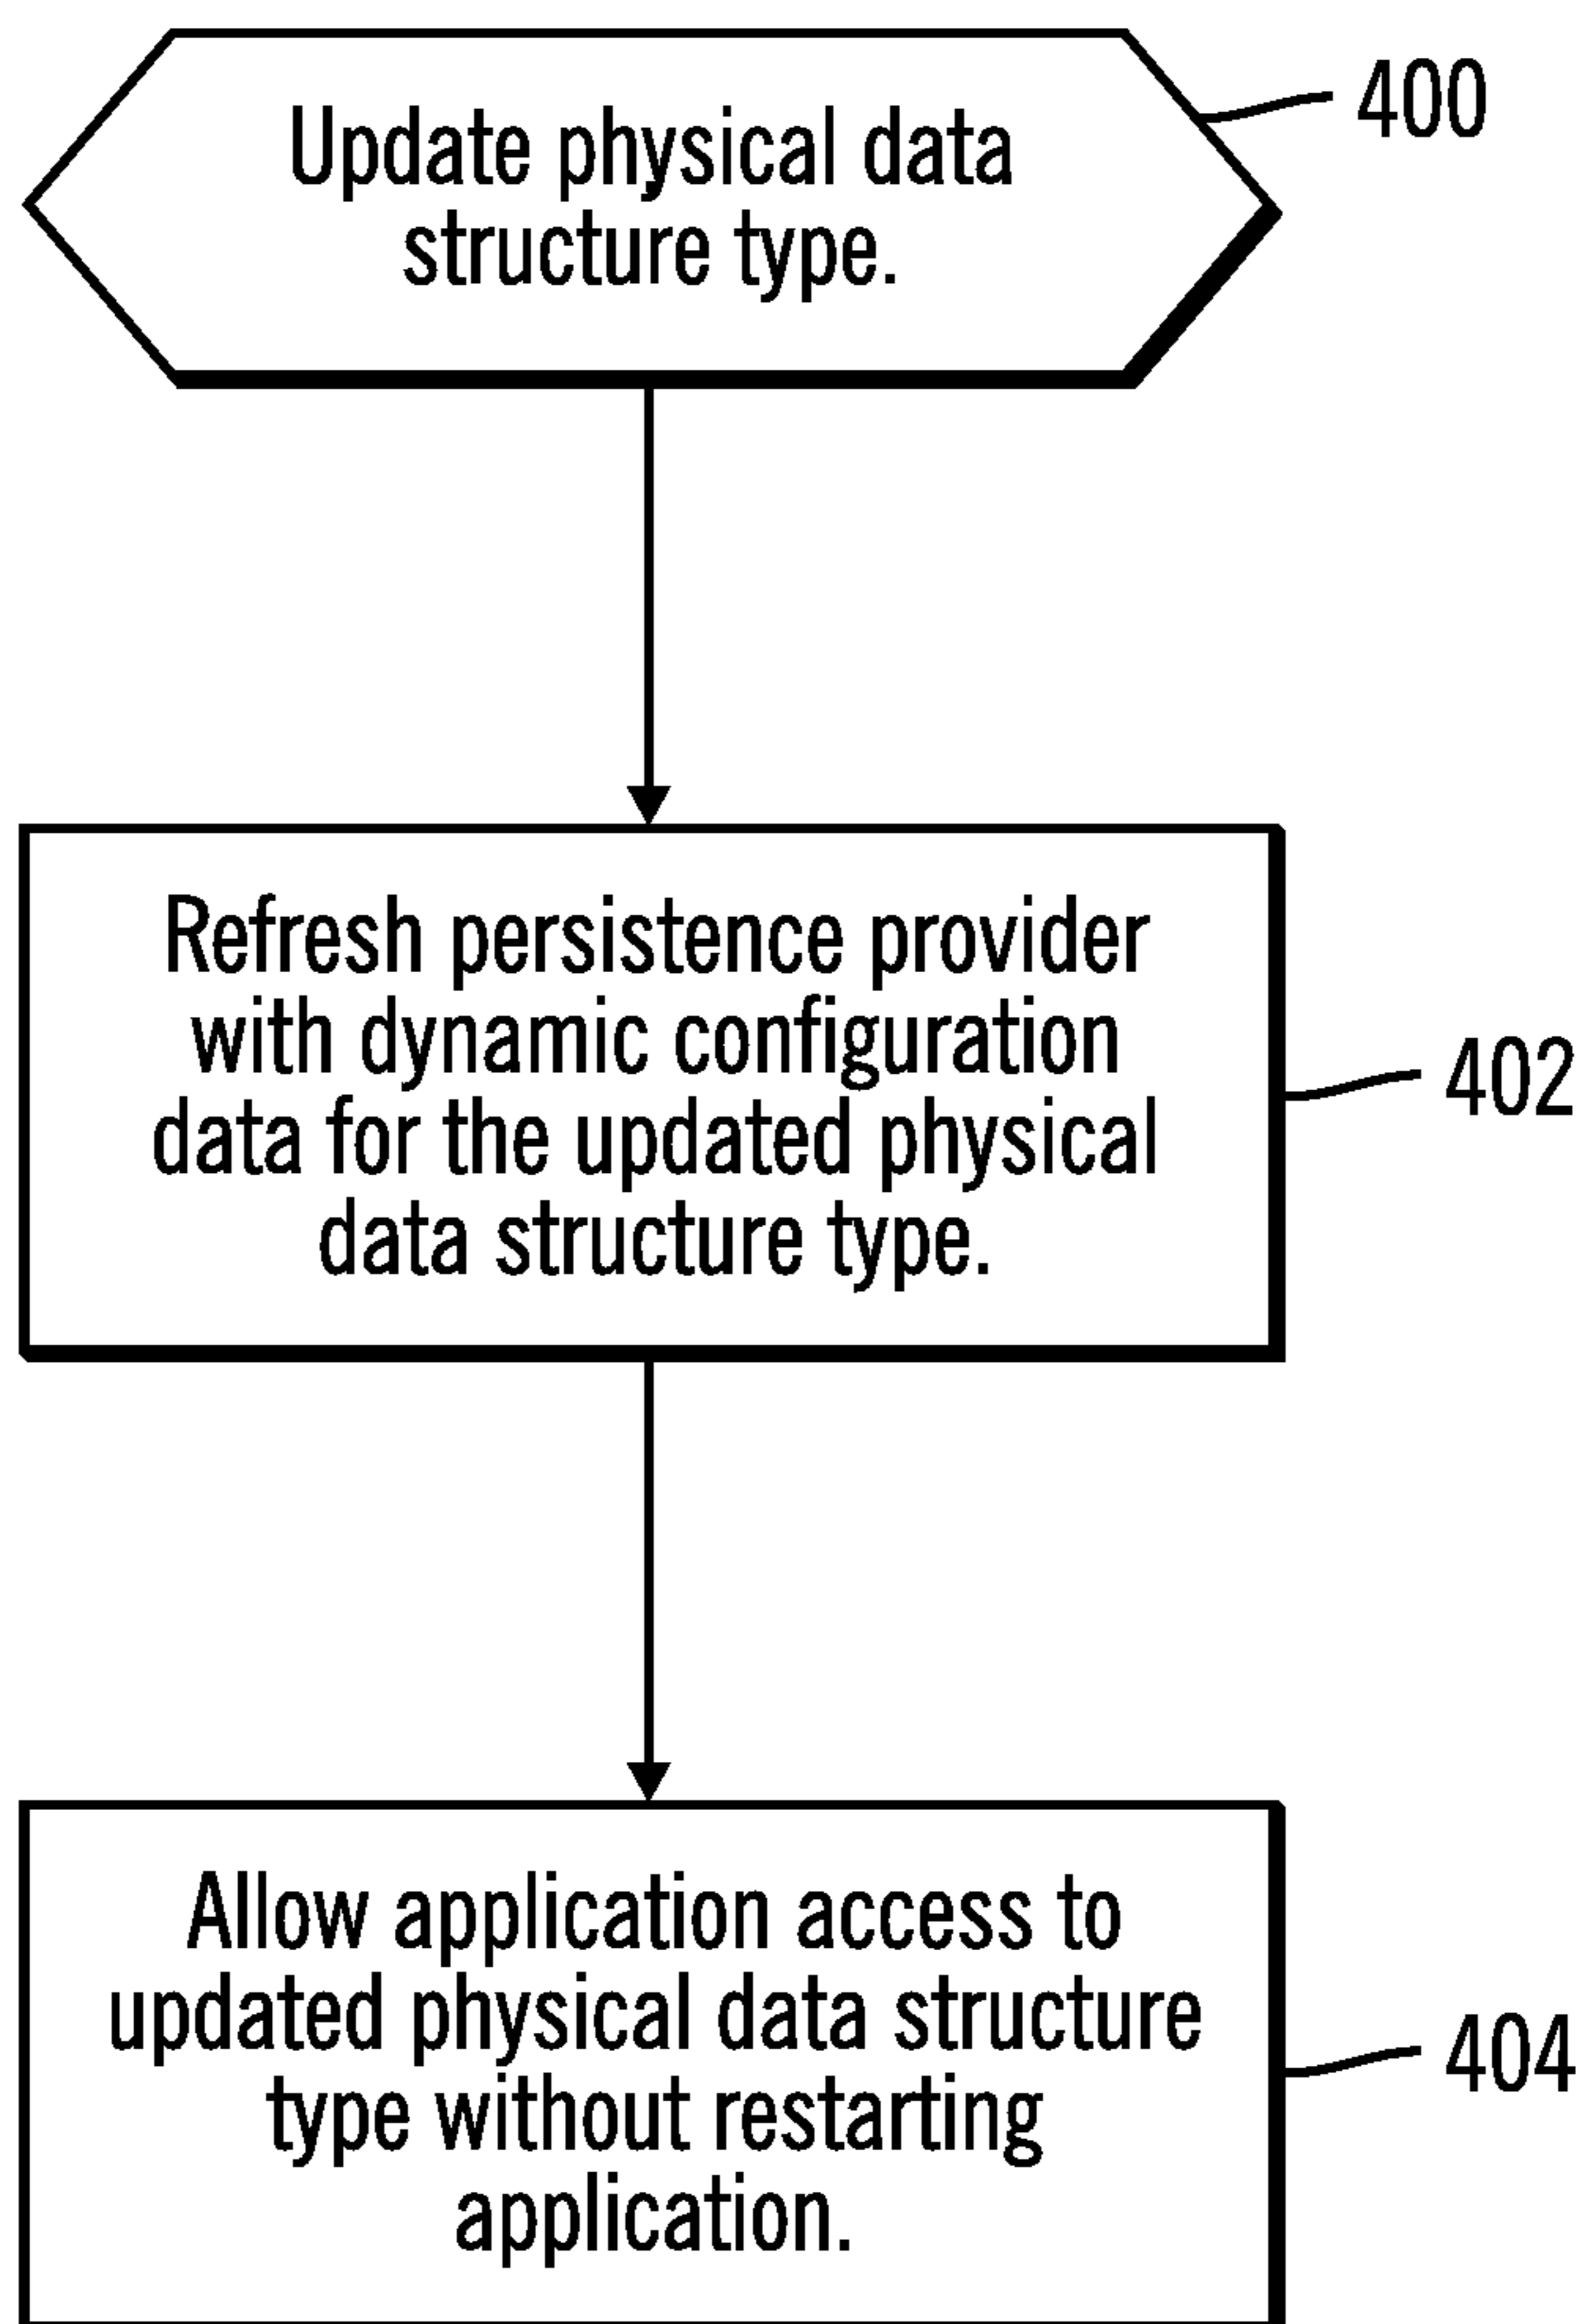 Update physical data
structure type.
400
Refresh persistence provider
with dynamic configuration
data for the updated physical
data structure type.
402
Allow application access to
updated physical data structure
type without restarting
application.
404